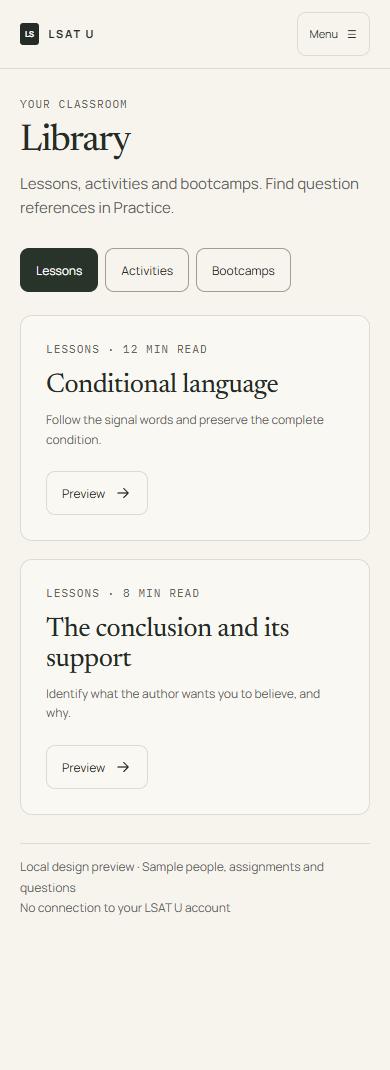 LS LSAT U Menu
YOUR CLASSROOM
Library
Lessons, activities and bootcamps. Find question
references in Practice.
Lessons Activities Bootcamps
LESSONS · 12 MIN READ
Conditional language
Follow the signal words and preserve the complete
condition.
Preview
LESSONS · 8 MIN READ
The conclusion and its
support
Identify what the author wants you to believe, and
why.
Preview
Local design preview · Sample people, assignments and
questions
No connection to your LSAT U account